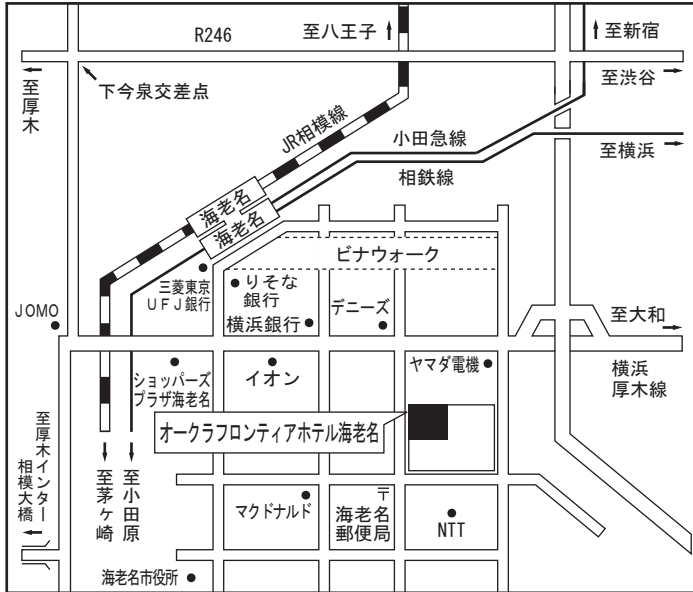 R246
至八王子
至新宿
至厚木
下今泉交差点
至渋谷
JR相模線
小田急線
至横浜
相鉄線
海老名
海老名
ビナウォーク
三菱東京
UFJ銀行
りそな
銀行
横浜銀行
デニーズ
JOMO
至大和
ショッパーズ
プラザ海老名
イオン
ヤマダ電機
横浜
厚木線
オークラフロンティアホテル海老名
至厚木インター
相模大橋
至茅ヶ崎
至小田原
マクドナルド
〒
海老名
郵便局
NTT
海老名市役所